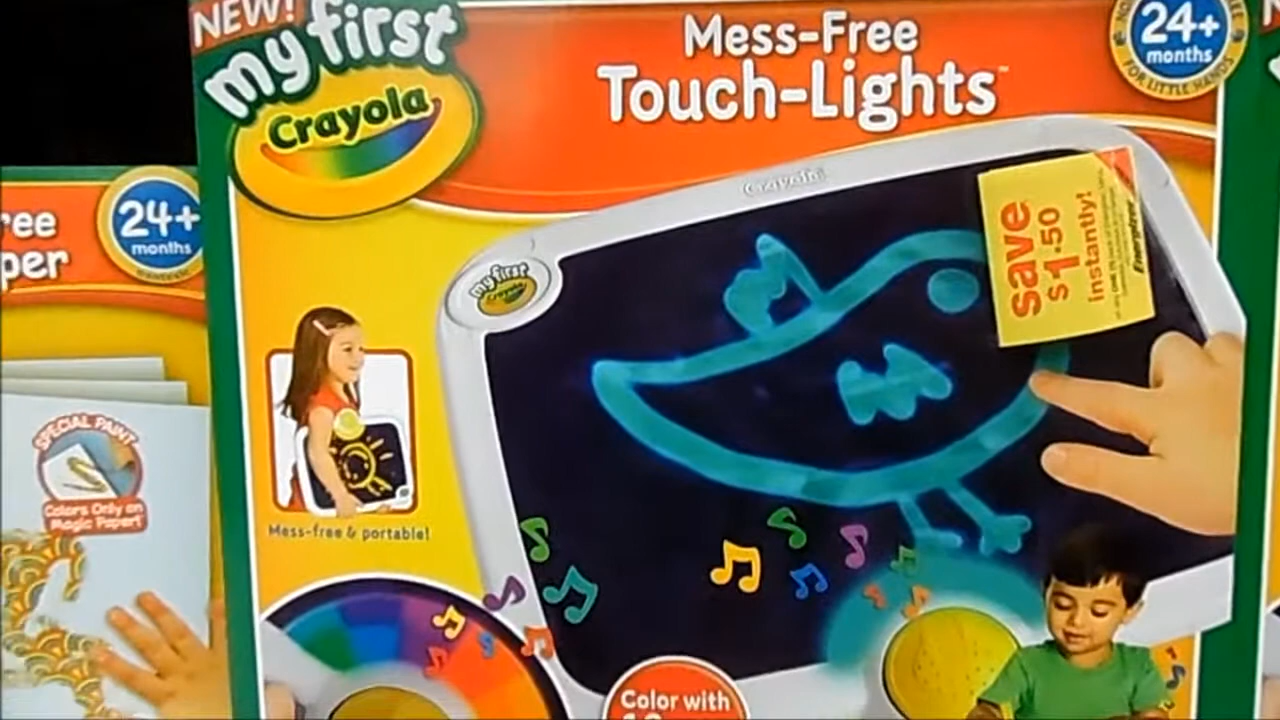 NEW!
my first
Crayola
Mess-Free
Touch-Lights™
24+
months
FOR LITTLE HANDS
ree
per
24+
months
Crayola
my first
Crayola
save
$1.50
instantly!
Energizer
SPECIAL PAINT
Colors Only on
Magic Paper!
Mess-free & portable!
Color with